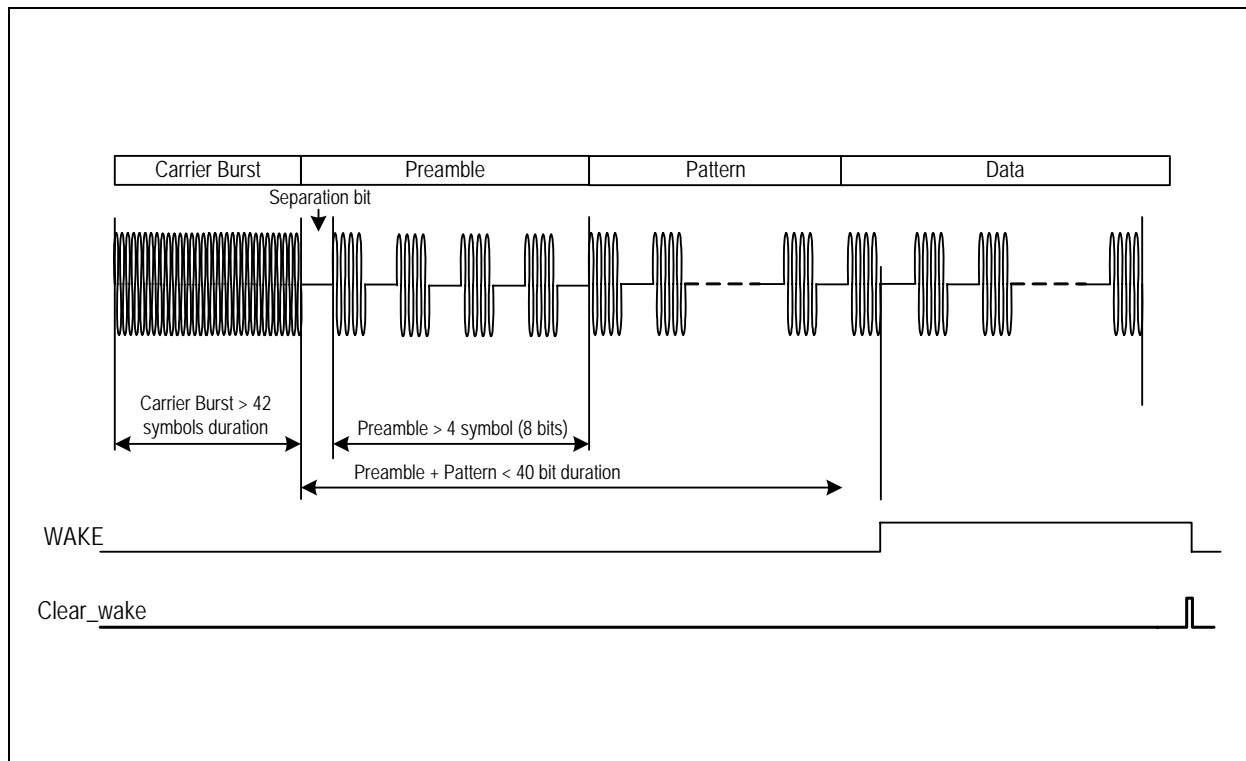 Carrier Burst
Preamble
Pattern
Data
Separation bit
Carrier Burst > 42
symbols duration
Preamble > 4 symbol (8 bits)
Preamble + Pattern < 40 bit duration
WAKE
Clear_wake